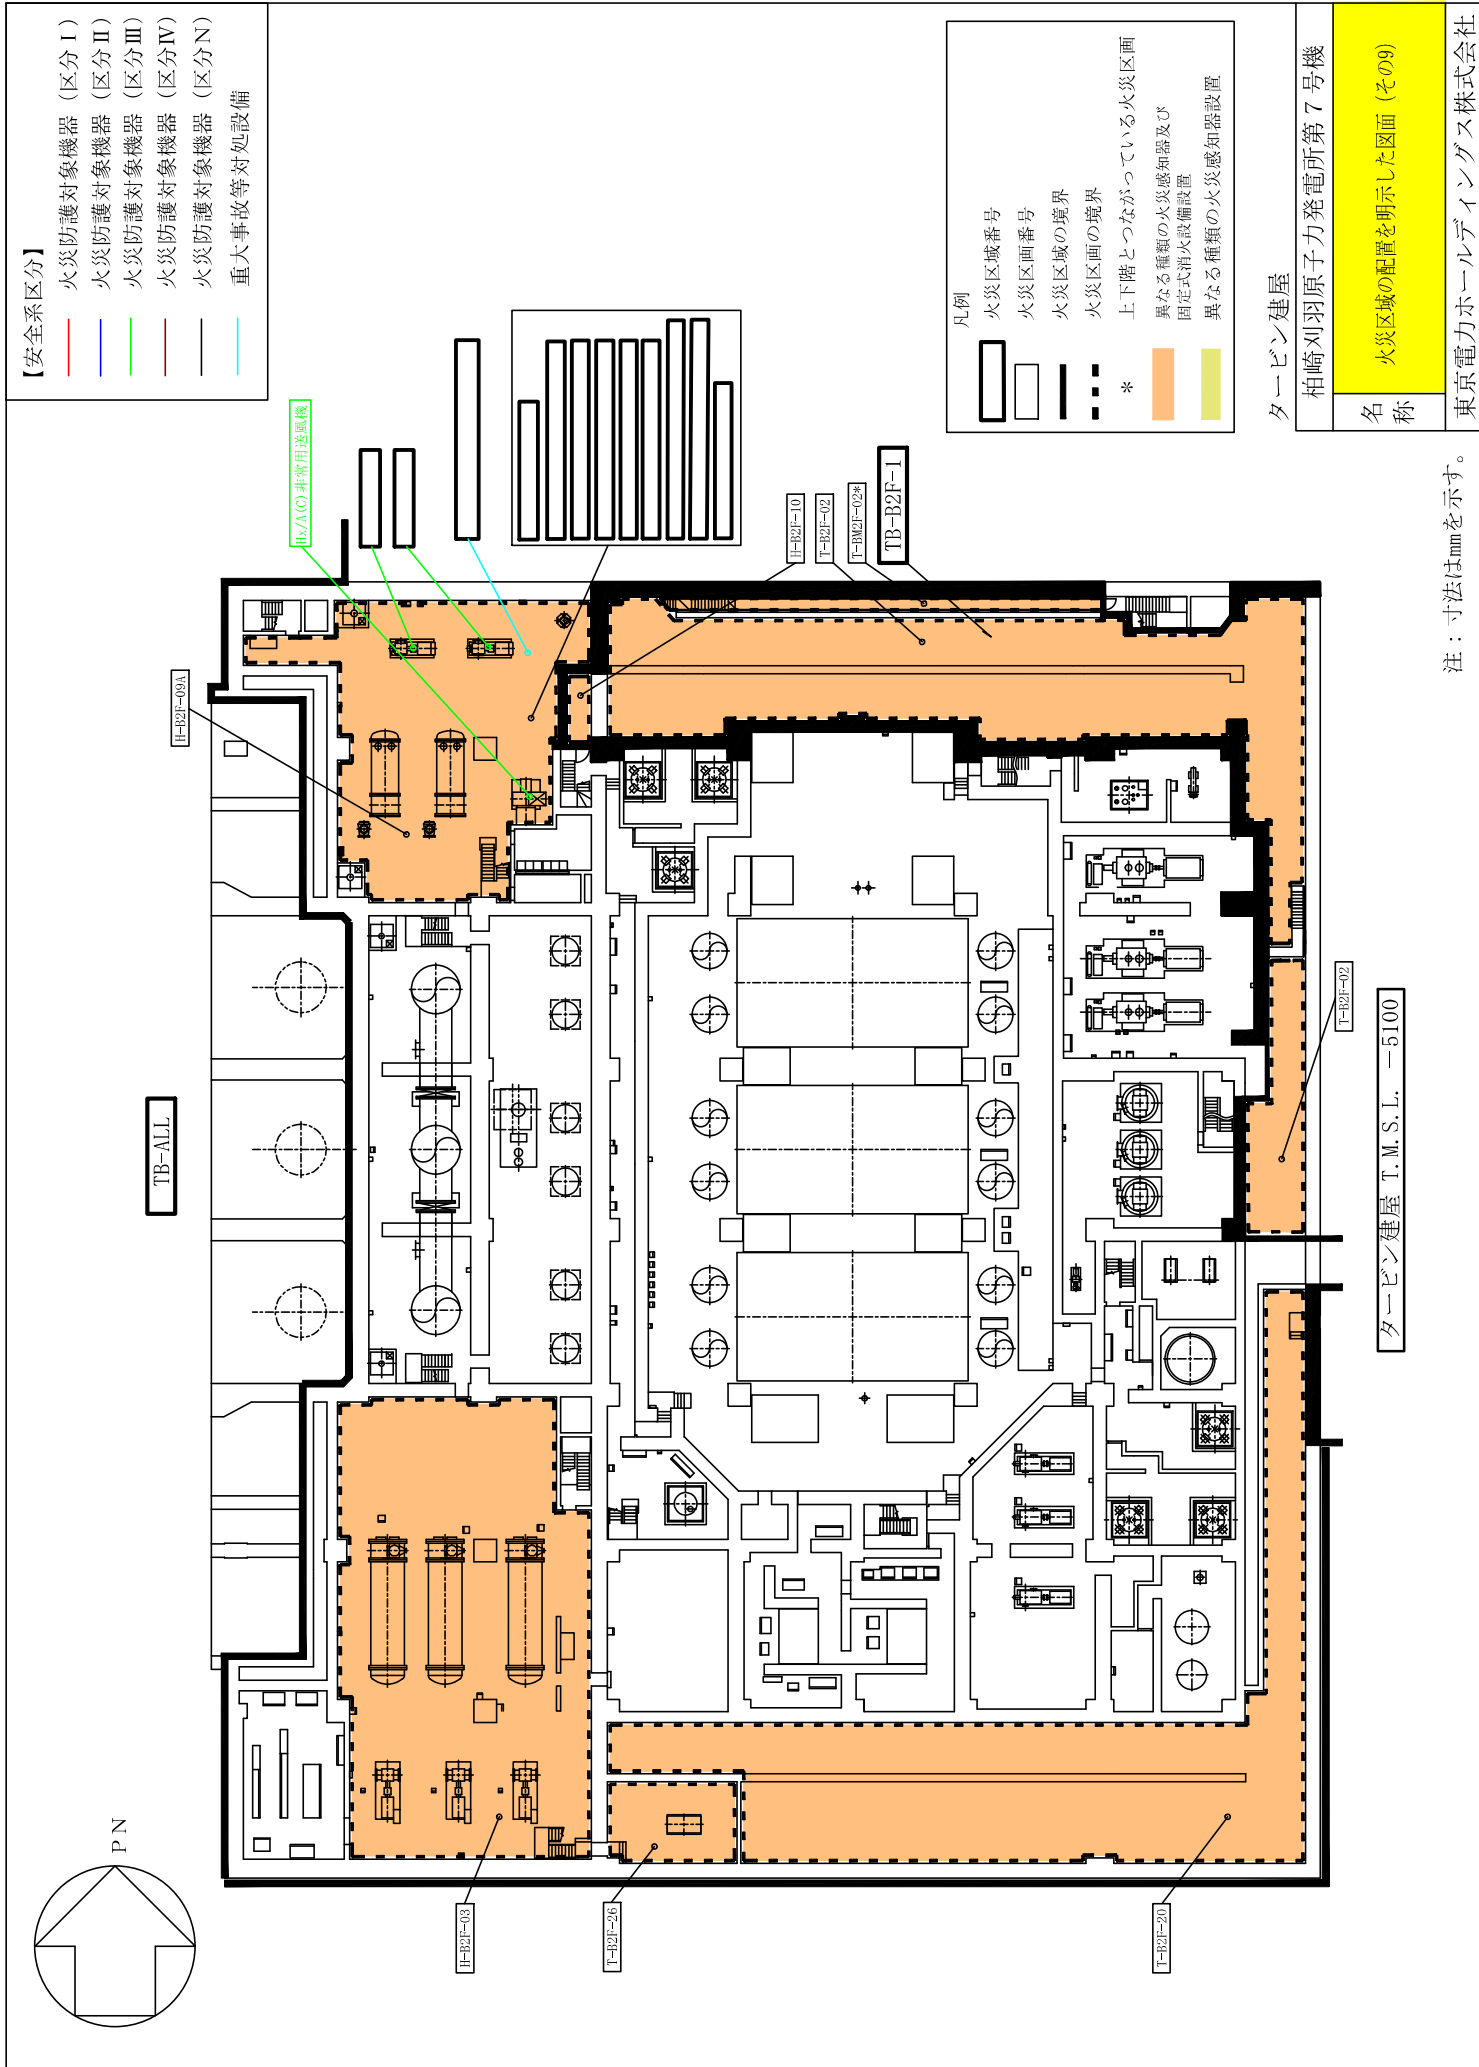 【安全系区分】
火災防護対象機器（区分Ⅰ）
火災防護対象機器（区分Ⅱ）
火災防護対象機器（区分Ⅲ）
火災防護対象機器（区分Ⅳ）
火災防護対象機器（区分N）
重大事故等対処設備
PN
TB-ALL
H-B2F-09A
Hx/A(C)非常用送風機
H-B2F-10
T-B2F-02
T-BM2F-02*
TB-B2F-1
T-B2F-02
H-B2F-03
T-B2F-26
T-B2F-20
タービン建屋 T.M.S.L. －5100
凡例
火災区域番号
火災区画番号
火災区域の境界
火災区画の境界
* 上下階とつながっている火災区画
異なる種類の火災感知器及び
固定式消火設備設置
異なる種類の火災感知器設置
注：寸法はmmを示す。
タービン建屋
柏崎刈羽原子力発電所第７号機
名称
火災区域の配置を明示した図面（その9）
東京電力ホールディングス株式会社